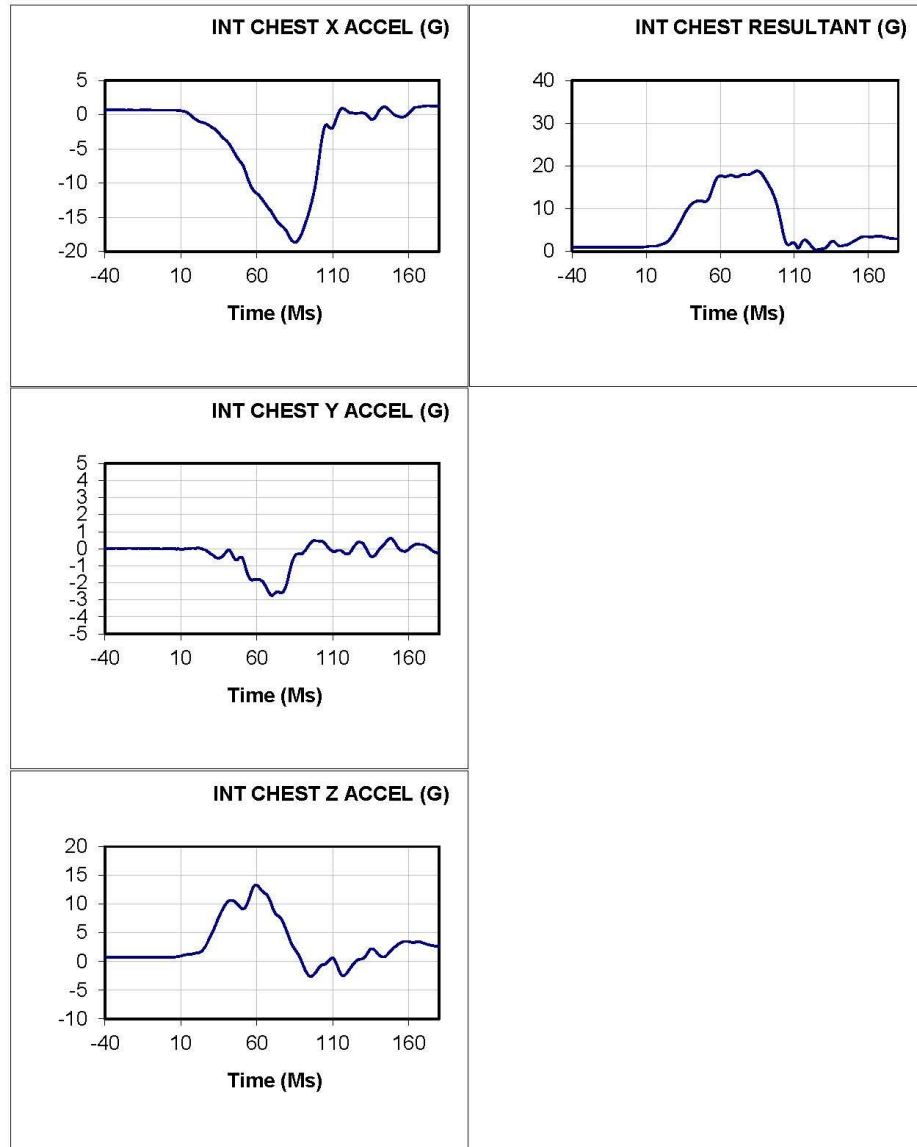 INT CHEST X ACCEL (G)
5
0
-5
-10
-15
-20
-40 10 60 110 160
Time (Ms)
INT CHEST RESULTANT (G)
40
30
20
10
0
-40 10 60 110 160
Time (Ms)
INT CHEST Y ACCEL (G)
5
4
3
2
1
0
-1
-2
-3
-4
-5
-40 10 60 110 160
Time (Ms)
INT CHEST Z ACCEL (G)
20
15
10
5
0
-5
-10
-40 10 60 110 160
Time (Ms)